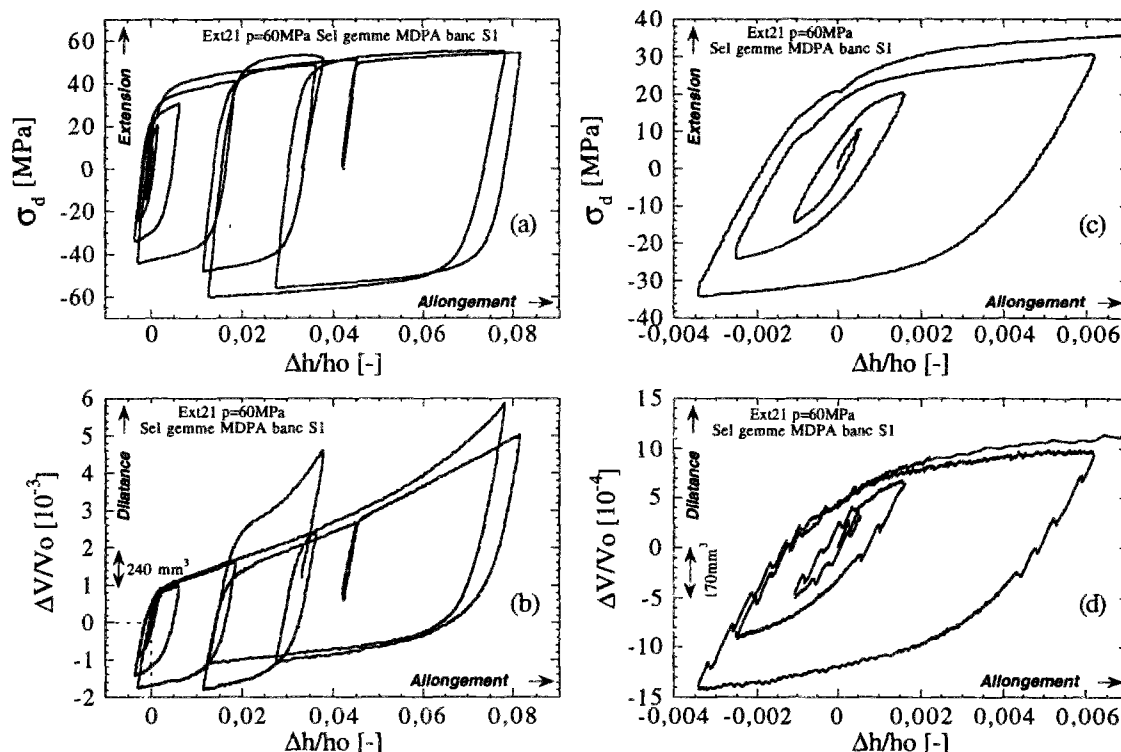 Ext21 p=60MPa Sel gemme MDPA banc S1
Extension
σd [MPa]
60
40
20
0
-20
-40
-60
(a)
Allongement
0 0,02 0,04 0,06 0,08
Δh/ho [-]
Ext21 p=60MPa
Sel gemme MDPA banc S1
Extension
σd [MPa]
40
30
20
10
0
-10
-20
-30
-40
(c)
Allongement
-0,004 -0,002 0 0,002 0,004 0,006
Δh/ho [-]
Ext21 p=60MPa
Sel gemme MDPA banc S1
Dilatance
ΔV/Vo [10⁻³]
6
5
4
3
2
1
0
-1
-2
240 mm³
(b)
Allongement
0 0,02 0,04 0,06 0,08
Δh/ho [-]
Ext21 p=60MPa
Sel gemme MDPA banc S1
Dilatance
ΔV/Vo [10⁻⁴]
15
10
5
0
-5
-10
-15
170mm³
(d)
Allongement
-0,004 -0,002 0 0,002 0,004 0,006
Δh/ho [-]